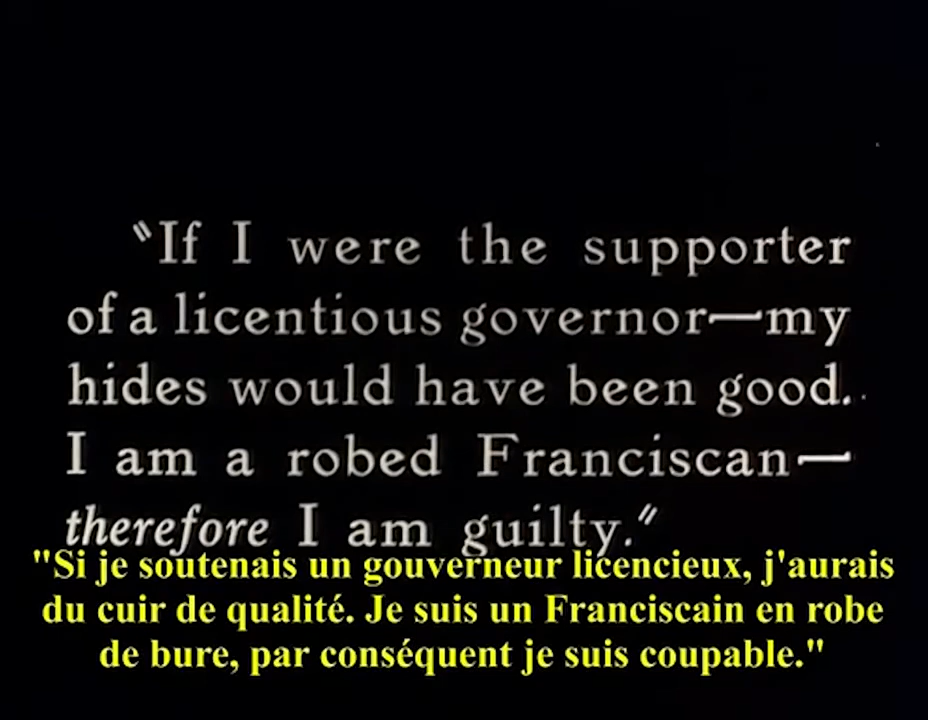 "If I were the supporter
of a licentious governor—my
hides would have been good.
I am a robed Franciscan—
therefore I am guilty."
"Si je soutenais un gouverneur licencieux, j'aurais
du cuir de qualité. Je suis un Franciscain en robe
de bure, par conséquent je suis coupable."